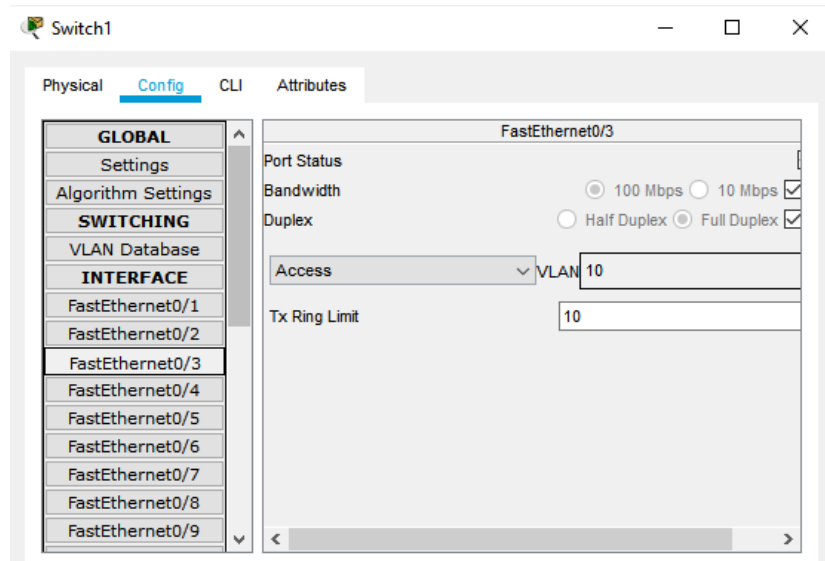 Switch1
Physical Config CLI Attributes
GLOBAL
Settings
Algorithm Settings
SWITCHING
VLAN Database
INTERFACE
FastEthernet0/1
FastEthernet0/2
FastEthernet0/3
FastEthernet0/4
FastEthernet0/5
FastEthernet0/6
FastEthernet0/7
FastEthernet0/8
FastEthernet0/9
FastEthernet0/3
Port Status
Bandwidth 100 Mbps 10 Mbps
Duplex Half Duplex Full Duplex
Access VLAN 10
Tx Ring Limit 10